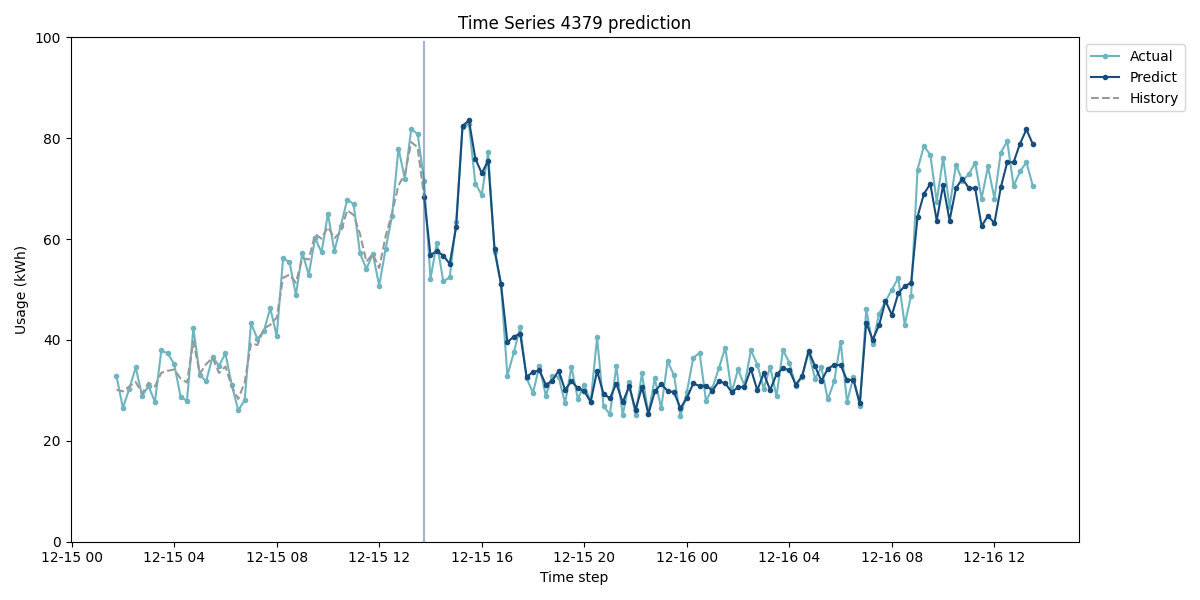 Time Series 4379 prediction
100
80
60
40
20
0
Usage (kWh)
12-15 00
12-15 04
12-15 08
12-15 12
12-15 16
12-15 20
12-16 00
12-16 04
12-16 08
12-16 12
Time step
Actual
Predict
History